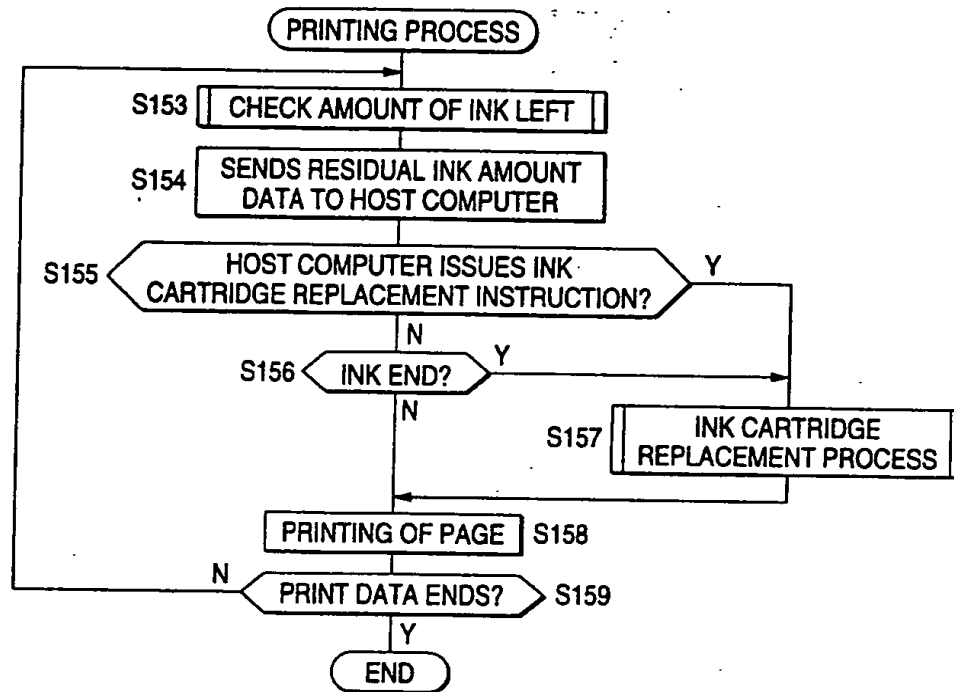 PRINTING PROCESS
S153
CHECK AMOUNT OF INK LEFT
S154
SENDS RESIDUAL INK AMOUNT
DATA TO HOST COMPUTER
S155
HOST COMPUTER ISSUES INK
CARTRIDGE REPLACEMENT INSTRUCTION?
Y
N
S156
INK END?
Y
N
S157
INK CARTRIDGE
REPLACEMENT PROCESS
PRINTING OF PAGE
S158
N
PRINT DATA ENDS?
S159
Y
END